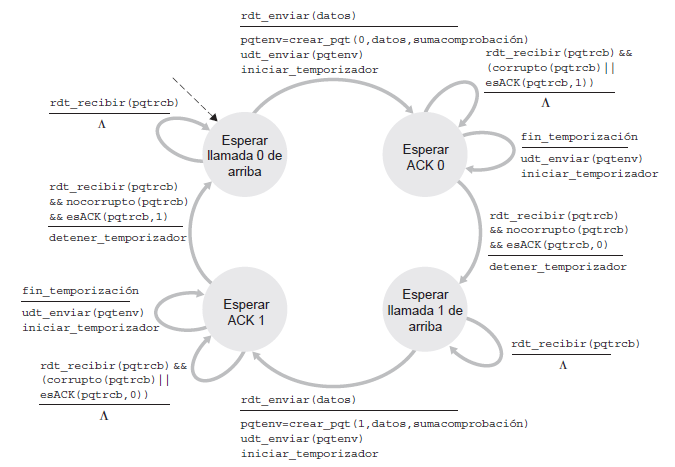 rdt_enviar(datos)
pqtenv=crear_pqt(0,datos,sumacomprobación)
udt_enviar(pqtenv)
iniciar_temporizador
rdt_recibir(pqtrcb) &&
(corrupto(pqtrcb)||
esACK(pqtrcb,1))
Λ
rdt_recibir(pqtrcb)
Λ
Esperar
llamada 0 de
arriba
Esperar
ACK 0
fin_temporización
udt_enviar(pqtenv)
iniciar_temporizador
rdt_recibir(pqtrcb)
&& nocorrupto(pqtrcb)
&& esACK(pqtrcb,1)
detener_temporizador
rdt_recibir(pqtrcb)
&& nocorrupto(pqtrcb)
&& esACK(pqtrcb,0)
detener_temporizador
fin_temporización
udt_enviar(pqtenv)
iniciar_temporizador
Esperar
ACK 1
Esperar
llamada 1 de
arriba
rdt_recibir(pqtrcb)
Λ
rdt_recibir(pqtrcb) &&
(corrupto(pqtrcb)||
esACK(pqtrcb,0))
Λ
rdt_enviar(datos)
pqtenv=crear_pqt(1,datos,sumacomprobación)
udt_enviar(pqtenv)
iniciar_temporizador